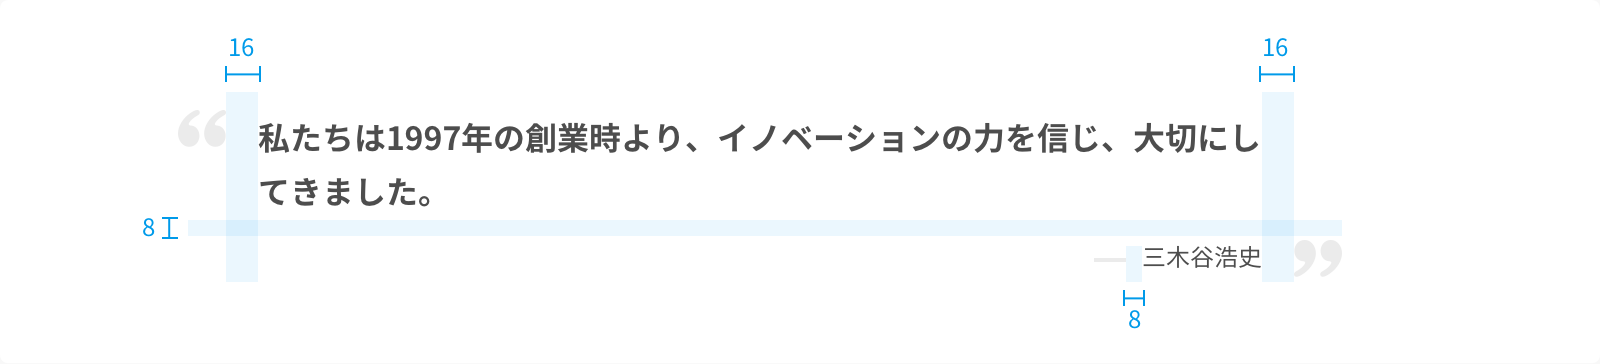 16
16
“
私たちは1997年の創業時より、イノベーションの力を信じ、大切にし
てきました。
8
—三木谷浩史
”
8